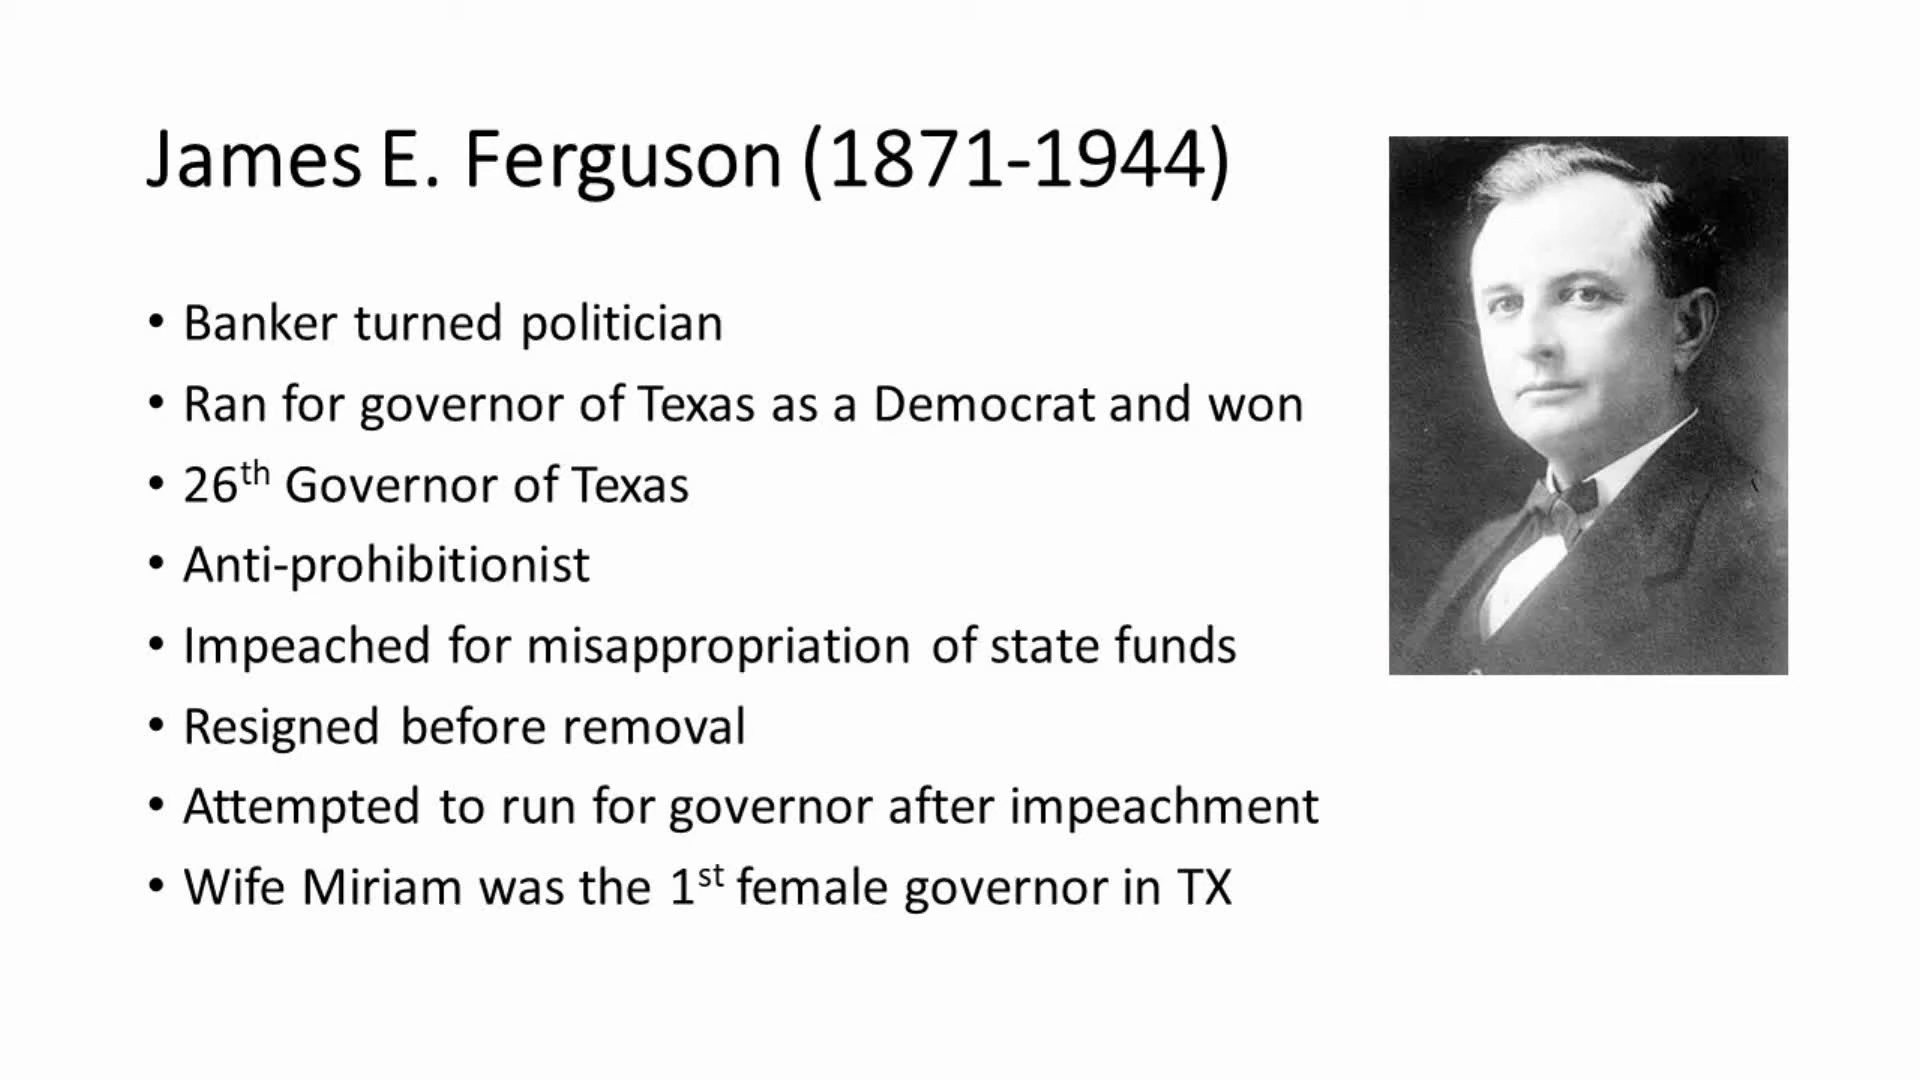 James E. Ferguson (1871-1944)
• Banker turned politician
• Ran for governor of Texas as a Democrat and won
• 26th Governor of Texas
• Anti-prohibitionist
• Impeached for misappropriation of state funds
• Resigned before removal
• Attempted to run for governor after impeachment
• Wife Miriam was the 1st female governor in TX